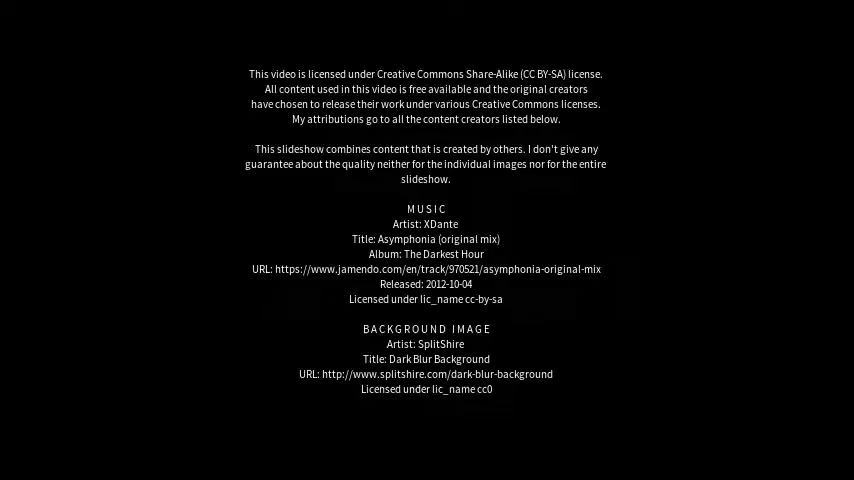 This video is licensed under Creative Commons Share-Alike (CC BY-SA) license.
All content used in this video is free available and the original creators
have chosen to release their work under various Creative Commons licenses.
My attributions go to all the content creators listed below.
This slideshow combines content that is created by others. I don't give any
guarantee about the quality neither for the individual images nor for the entire
slideshow.
MUSIC
Artist: XDante
Title: Asymphonia (original mix)
Album: The Darkest Hour
URL: https://www.jamendo.com/en/track/970521/asymphonia-original-mix
Released: 2012-10-04
Licensed under lic_name cc-by-sa
BACKGROUND IMAGE
Artist: SplitShire
Title: Dark Blur Background
URL: http://www.splitshire.com/dark-blur-background
Licensed under lic_name cc0